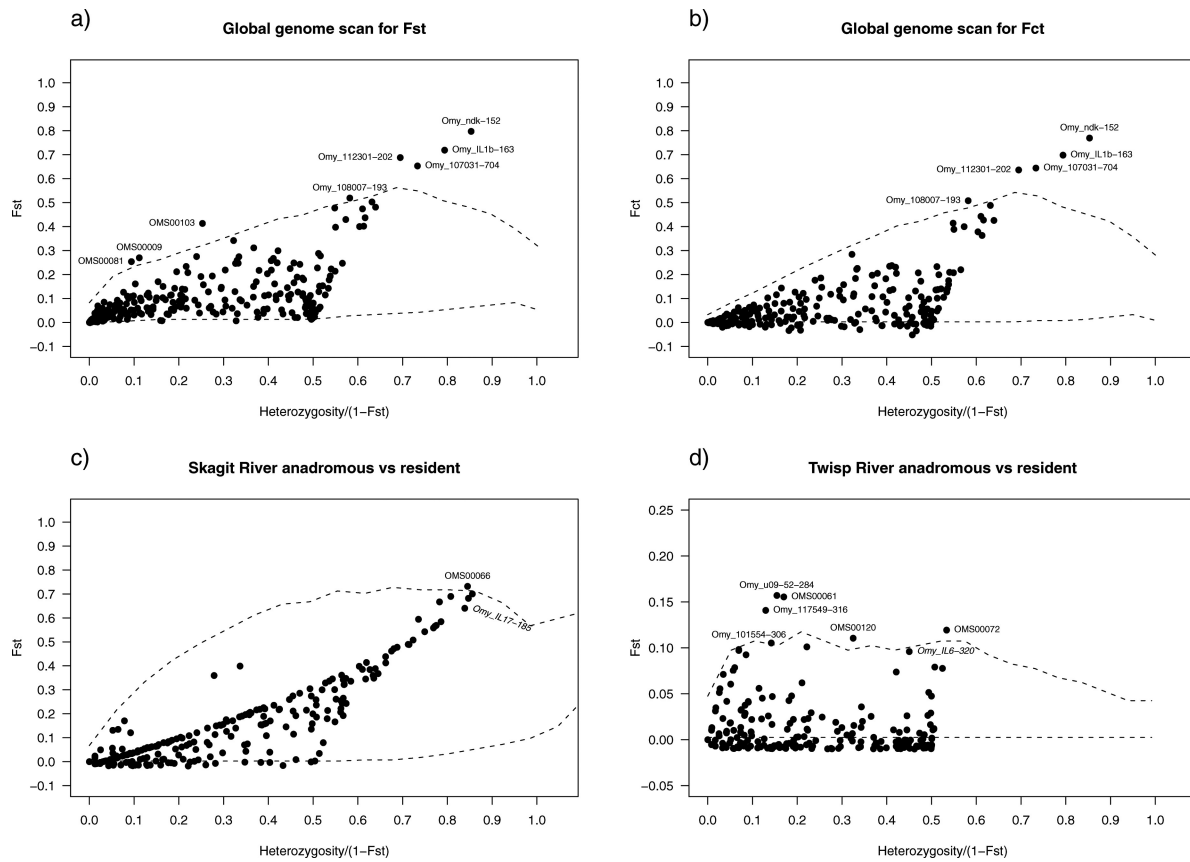 a)
Global genome scan for Fst
Fst
1.0
0.9
0.8
0.7
0.6
0.5
0.4
0.3
0.2
0.1
0.0
−0.1
Omy_ndk−152
Omy_IL1b−163
Omy_112301−202
Omy_107031−704
Omy_108007−193
OMS00103
OMS00009
OMS00081
0.0 0.1 0.2 0.3 0.4 0.5 0.6 0.7 0.8 0.9 1.0
Heterozygosity/(1−Fst)
b)
Global genome scan for Fct
Fct
1.0
0.9
0.8
0.7
0.6
0.5
0.4
0.3
0.2
0.1
0.0
−0.1
Omy_ndk−152
Omy_IL1b−163
Omy_112301−202
Omy_107031−704
Omy_108007−193
0.0 0.1 0.2 0.3 0.4 0.5 0.6 0.7 0.8 0.9 1.0
Heterozygosity/(1−Fst)
c)
Skagit River anadromous vs resident
Fst
1.0
0.9
0.8
0.7
0.6
0.5
0.4
0.3
0.2
0.1
0.0
−0.1
OMS00066
Omy_IL17−185
0.0 0.1 0.2 0.3 0.4 0.5 0.6 0.7 0.8 0.9 1.0
Heterozygosity/(1−Fst)
d)
Twisp River anadromous vs resident
Fst
0.25
0.20
0.15
0.10
0.05
0.00
−0.05
Omy_u09−52−284
OMS00061
Omy_117549−316
OMS00120
OMS00072
Omy_101554−306
Omy_IL6−320
0.0 0.1 0.2 0.3 0.4 0.5 0.6 0.7 0.8 0.9 1.0
Heterozygosity/(1−Fst)